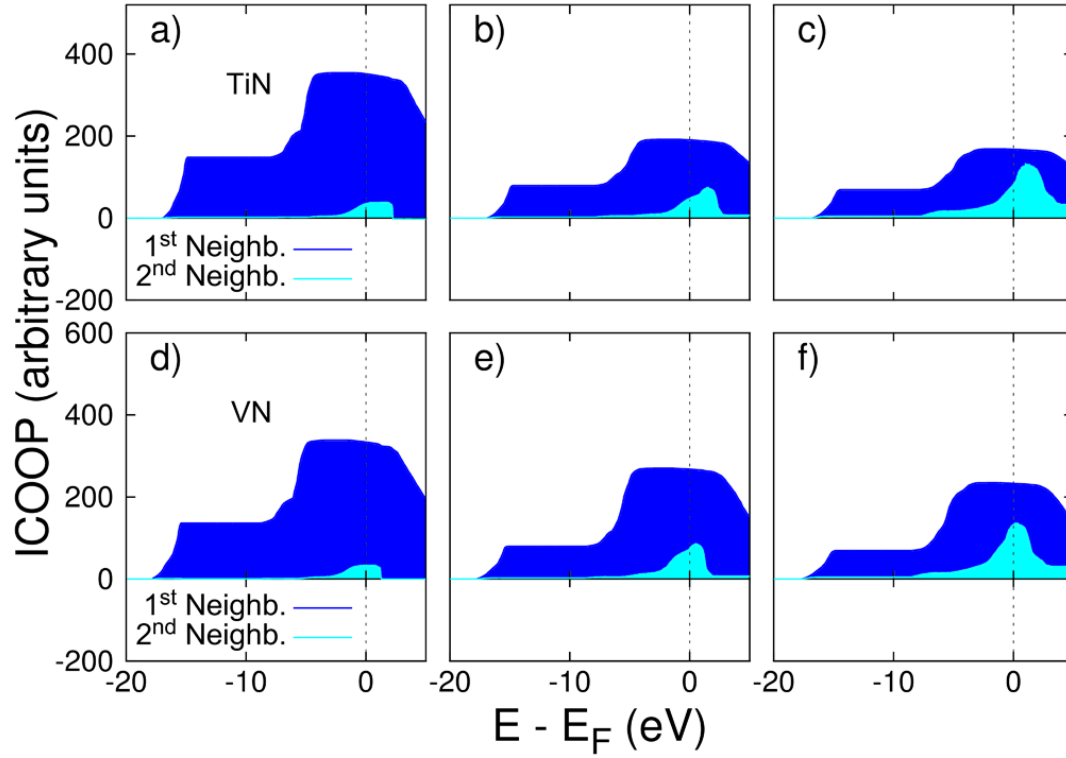 a)
b)
c)
TiN
400
200
0
-200
1st Neighb.
2nd Neighb.
d)
e)
f)
VN
600
400
200
0
-200
1st Neighb.
2nd Neighb.
-20 -10 0
-20 -10 0
-20 -10 0
ICOOP (arbitrary units)
E - EF (eV)